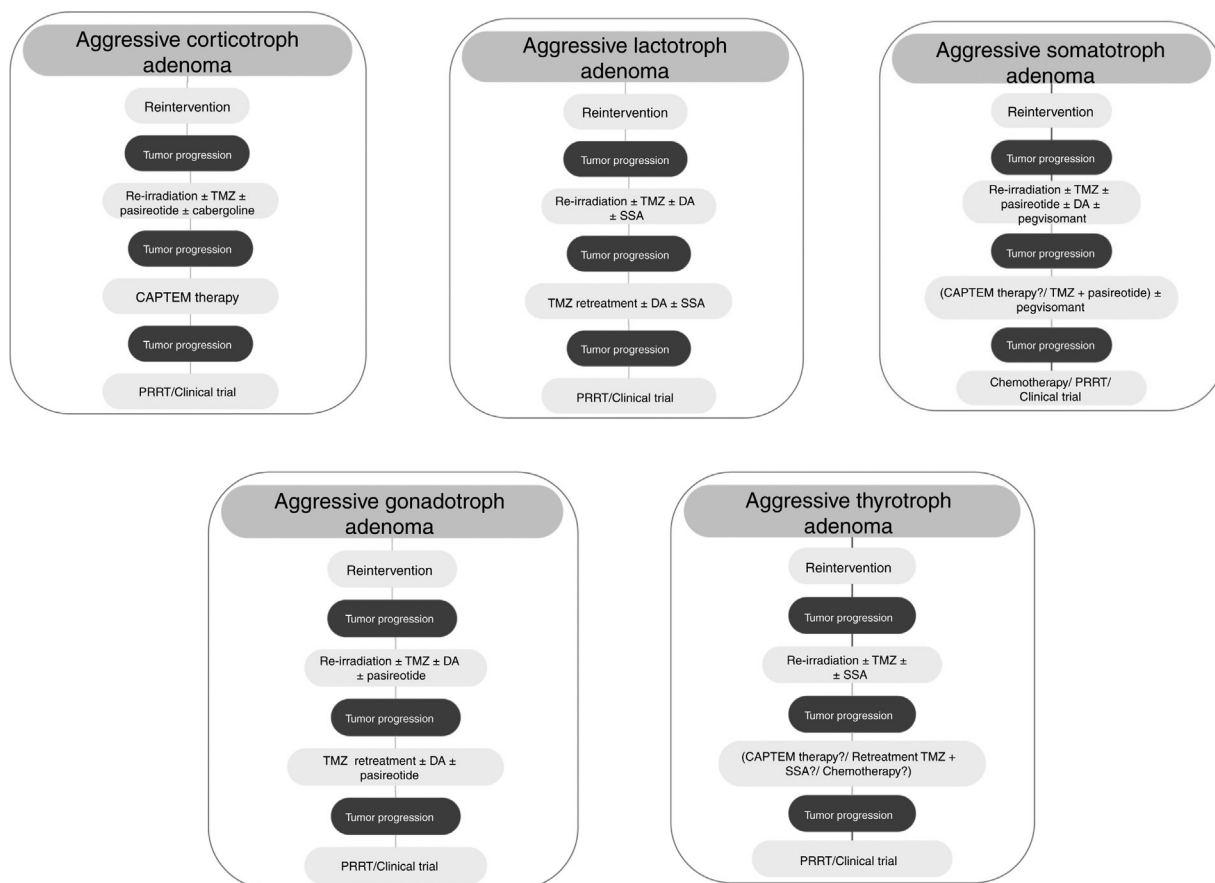 Aggressive corticotroph
adenoma
Reintervention
Tumor progression
Re-irradiation ± TMZ ±
pasireotide ± cabergoline
Tumor progression
CAPTEM therapy
Tumor progression
PRRT/Clinical trial
Aggressive lactotroph
adenoma
Reintervention
Tumor progression
Re-irradiation ± TMZ ± DA
± SSA
Tumor progression
TMZ retreatment ± DA ± SSA
Tumor progression
PRRT/Clinical trial
Aggressive somatotroph
adenoma
Reintervention
Tumor progression
Re-irradiation ± TMZ ±
pasireotide ± DA ±
pegvisomant
Tumor progression
(CAPTEM therapy?/ TMZ + pasireotide) ±
pegvisomant
Tumor progression
Chemotherapy/ PRRT/
Clinical trial
Aggressive gonadotroph
adenoma
Reintervention
Tumor progression
Re-irradiation ± TMZ ± DA
± pasireotide
Tumor progression
TMZ retreatment ± DA ±
pasireotide
Tumor progression
PRRT/Clinical trial
Aggressive thyrotroph
adenoma
Reintervention
Tumor progression
Re-irradiation ± TMZ ±
± SSA
Tumor progression
(CAPTEM therapy?/ Retreatment TMZ +
SSA?/ Chemotherapy?)
Tumor progression
PRRT/Clinical trial